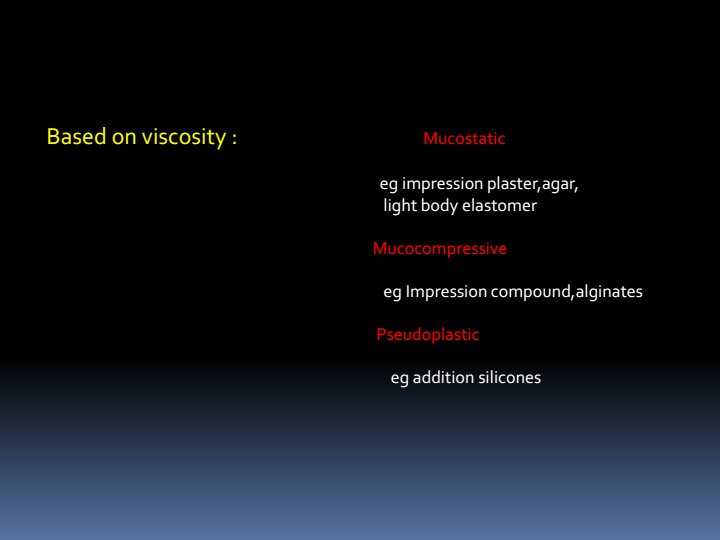 Based on viscosity : Mucostatic
eg impression plaster,agar,
light body elastomer
Mucocompressive
eg Impression compound,alginates
Pseudoplastic
eg addition silicones